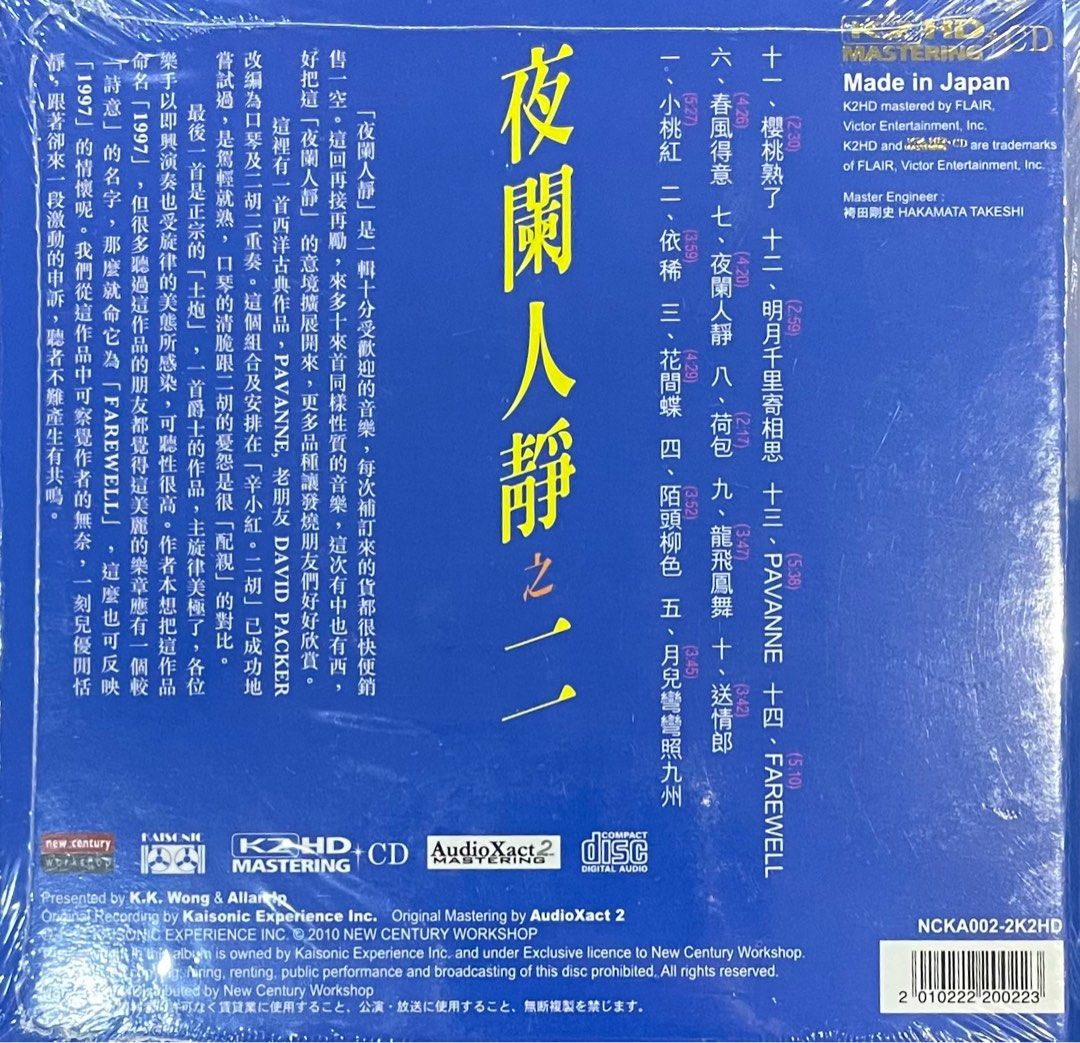 K2HD MASTERING+CD
Made in Japan
K2HD mastered by FLAIR,
Victor Entertainment, Inc.
K2HD and K2HD MASTERING+CD are trademarks
of FLAIR, Victor Entertainment, Inc.
Master Engineer :
袴田剛史 HAKAMATA TAKESHI
(5:27) (3:59) (4:29) (3:52) (3:45)
一、小桃紅 二、依稀 三、花間蝶 四、陌頭柳色 五、月兒彎彎照九州
(4:26) (4:20) (2:17) (3:47) (3:42)
六、春風得意 七、夜闌人靜 八、荷包 九、龍飛鳳舞 十、送情郎
(2:30) (2:59) (5:38) (5:10)
十一、櫻桃熟了 十二、明月千里寄相思 十三、PAVANNE 十四、FAREWELL
夜闌人靜之二
「夜闌人靜」是一輯十分受歡迎的音樂，每次補訂來的貨都很快便銷
售一空。這回再接再勵，來多十來首同樣性質的音樂，這次有中也有西，
好把這「夜闌人靜」的意境擴展開來，更多品種讓發燒朋友們好好欣賞。
這裡有一首西洋古典作品，PAVANNE, 老朋友 DAVID PACKER
改編為口琴及二胡二重奏。這個組合及安排在「辛小紅。二胡」已成功地
嘗試過，是駕輕就熟，口琴的清脆跟二胡的憂怨是很「配親」的對比。
最後一首是正宗的「土炮」，一首爵士的作品，主旋律美極了，各位
樂手以即興演奏也受旋律的美態所感染，可聽性很高。作者本想把這作品
命名「1997」，但很多聽過這作品的朋友都覺得這美麗的樂章應有一個較
「詩意」的名字，那麼就命它為「FAREWELL」，這麼也可反映
「1997」的情懷呢。我們從這作品中可察覺作者的無奈，一刻兒優閒恬
靜，跟著卻來一段激動的申訴，聽者不難產生有共鳴。
new century workshop
KAISONIC
K2HD MASTERING+CD
AudioXact 2 MASTERING
COMPACT disc DIGITAL AUDIO
Presented by K.K. Wong & Allan Ip
Original Recording by Kaisonic Experience Inc. Original Mastering by AudioXact 2
KAISONIC EXPERIENCE INC. © 2010 NEW CENTURY WORKSHOP
in this album is owned by Kaisonic Experience Inc. and under Exclusive licence to New Century Workshop.
hiring, renting, public performance and broadcasting of this disc prohibited. All rights reserved.
distributed by New Century Workshop
許可なく賃貸業に使用すること，公演・放送に使用すること，無断複製を禁じます。
NCKA002-2K2HD
2 010222 200223